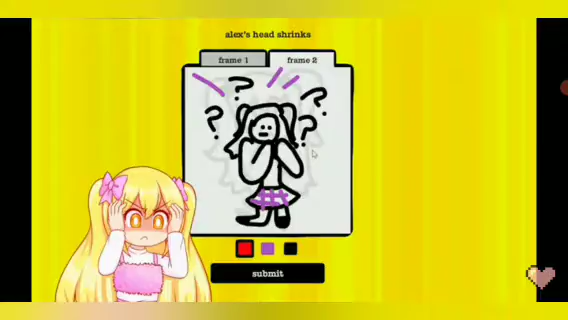 alex's head shrinks
frame 1
frame 2
? ? ? ?
submit